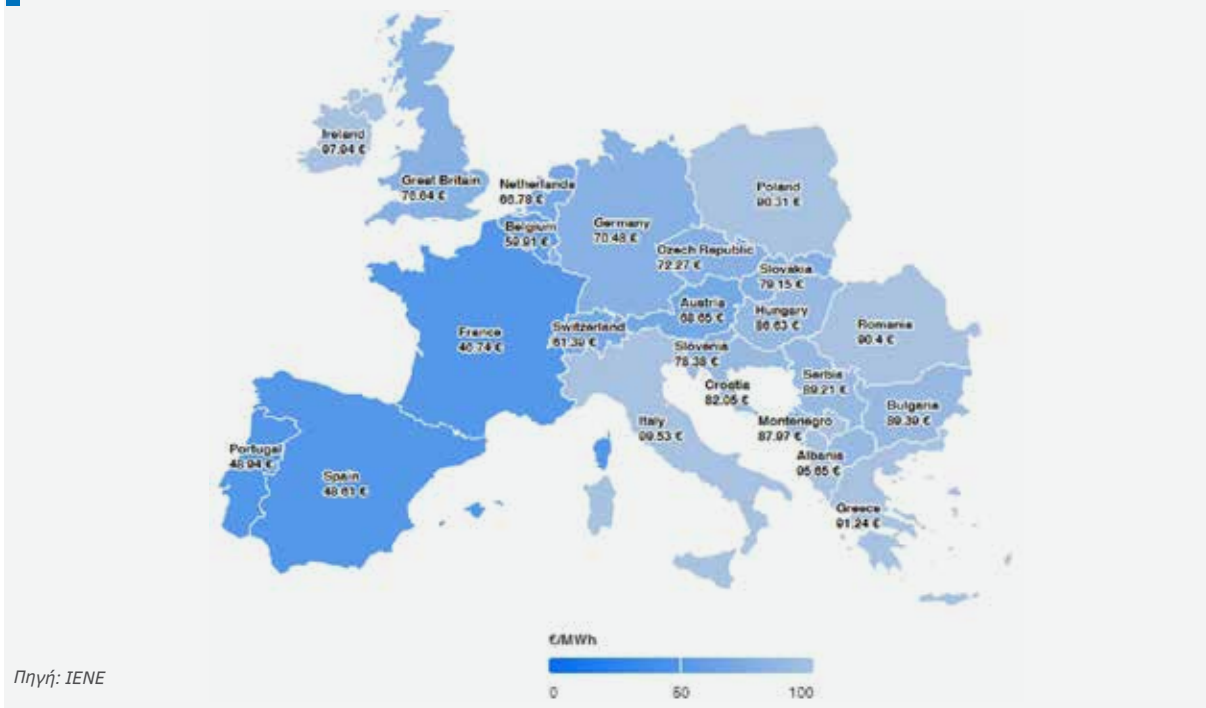 Ireland
97.04 €
Great Britain
76.64 €
Netherlands
66.78 €
Belgium
59.91 €
Germany
70.48 €
Poland
90.31 €
Czech Republic
72.27 €
Slovakia
79.15 €
Austria
68.65 €
Hungary
86.63 €
France
46.74 €
Switzerland
61.39 €
Slovenia
78.38 €
Romania
90.4 €
Croatia
82.05 €
Serbia
89.21 €
Bulgaria
89.39 €
Italy
99.53 €
Montenegro
87.97 €
Albania
95.65 €
Portugal
48.94 €
Spain
48.61 €
Greece
91.24 €
€/MWh
0 50 100
Πηγή: IENE